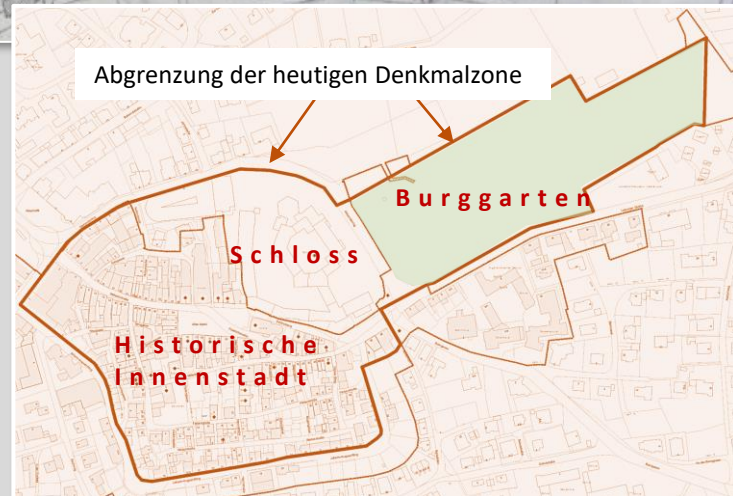 Abgrenzung der heutigen Denkmalzone
Burggarten
Schloss
Historische
Innenstadt